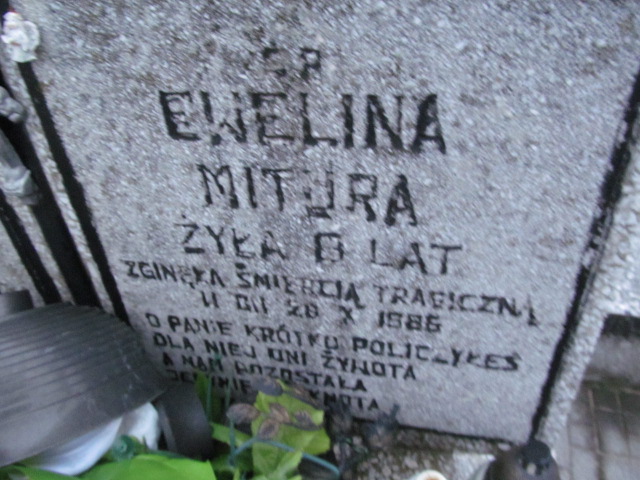 ŚP
EWELINA
MITURA
ŻYŁA 6 LAT
ZGINĘŁA ŚMIERCIĄ TRAGICZNĄ
W DN 28 X 1986
O PANIE KRÓTKO POLICZYŁEŚ
DLA NIEJ DNI ŻYWOTA
A NAM POZOSTAŁA